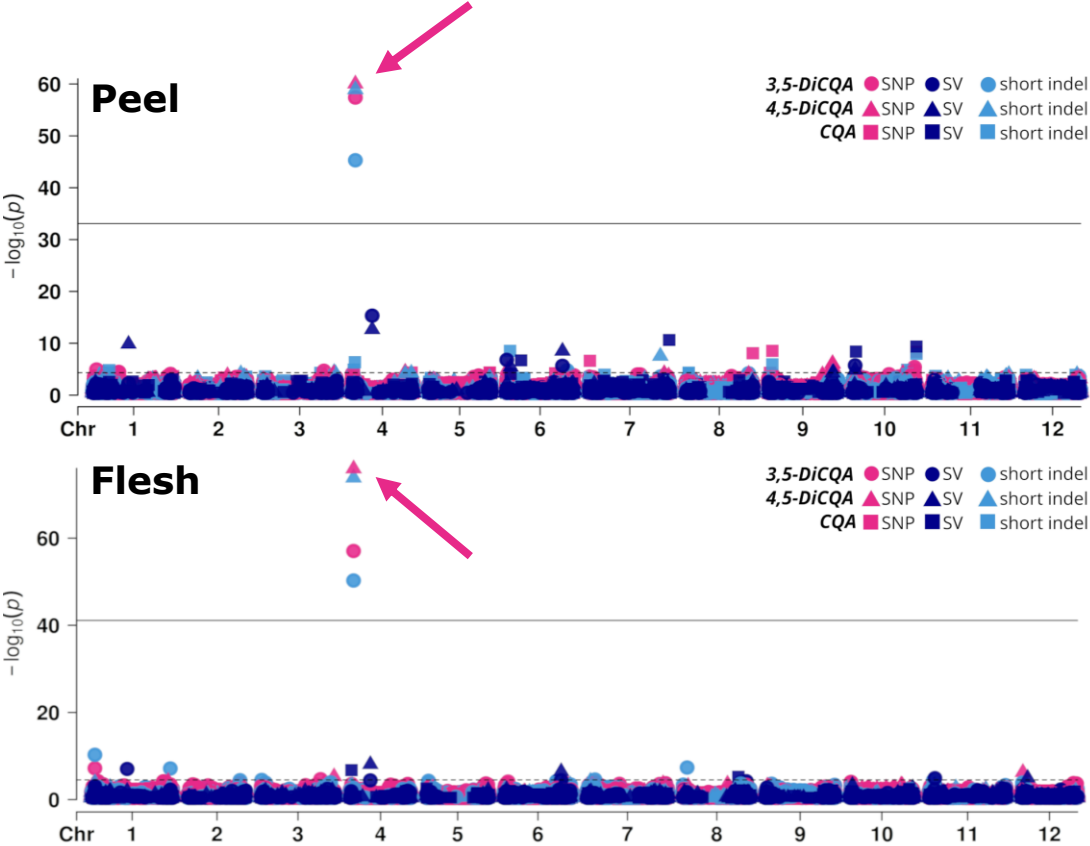 Peel
3,5-DiCQA SNP SV short indel
4,5-DiCQA SNP SV short indel
CQA SNP SV short indel
60
50
40
30
20
10
0
−log10(p)
Chr 1 2 3 4 5 6 7 8 9 10 11 12
Flesh
3,5-DiCQA SNP SV short indel
4,5-DiCQA SNP SV short indel
CQA SNP SV short indel
60
40
20
0
−log10(p)
Chr 1 2 3 4 5 6 7 8 9 10 11 12